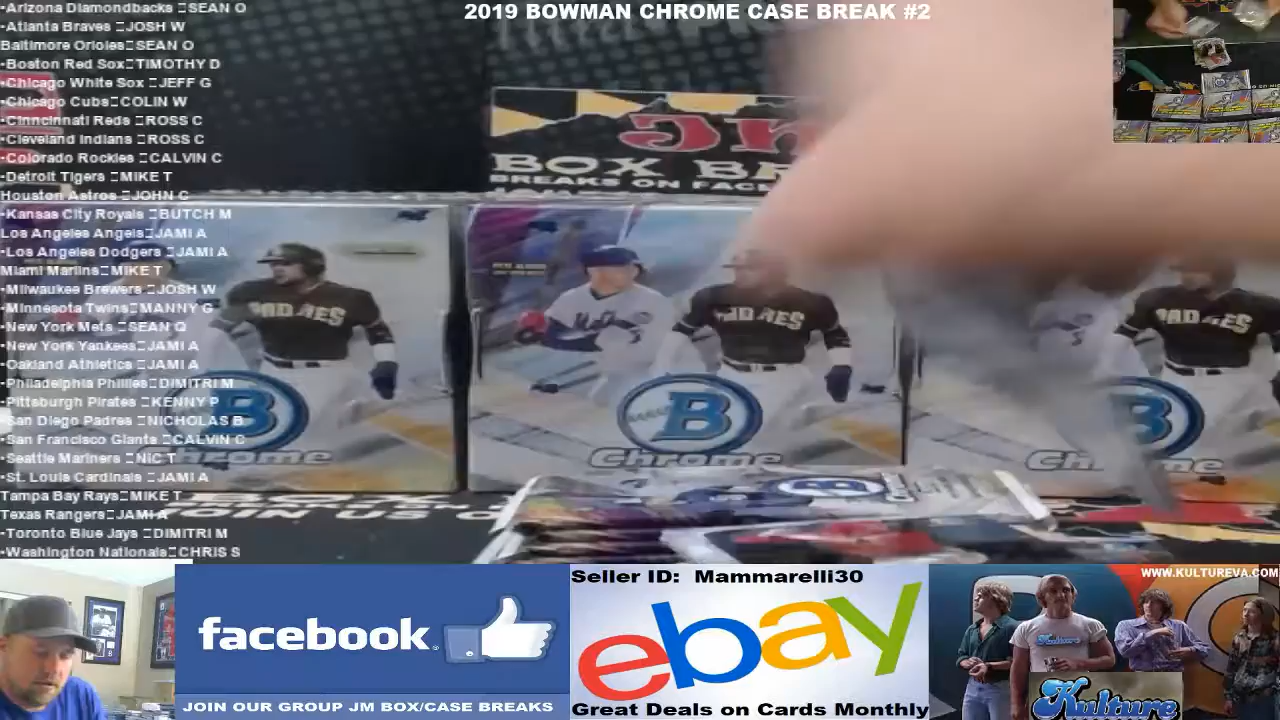 2019 BOWMAN CHROME CASE BREAK #2
•Arizona Diamondbacks □SEAN O
•Atlanta Braves □JOSH W
Baltimore Orioles□SEAN O
•Boston Red Sox□TIMOTHY D
•Chicago White Sox □JEFF G
•Chicago Cubs□COLIN W
•Cinncinnati Reds □ROSS C
•Cleveland Indians □ROSS C
•Colorado Rockies □CALVIN C
•Detroit Tigers □MIKE T
Houston Astros□JOHN C
•Kansas City Royals □BUTCH M
Los Angeles Angels□JAMI A
•Los Angeles Dodgers □JAMI A
Miami Marlins□MIKE T
•Milwaukee Brewers □JOSH W
•Minnesota Twins□MANNY G
•New York Mets □SEAN O
•New York Yankees□JAMI A
•Oakland Athletics □JAMI A
•Philadelphia Phillies□DIMITRI M
•Pittsburgh Pirates □KENNY P
•San Diego Padres □NICHOLAS B
•San Francisco Giants □CALVIN C
•Seattle Mariners □NIC T
•St. Louis Cardinals □JAMI A
Tampa Bay Rays□MIKE T
Texas Rangers□JAMI A
•Toronto Blue Jays □DIMITRI M
•Washington Nationals□CHRIS S
BOX
BREAKS ON
PADRES
Mets
5
PADRES
PADRES
B
Chrome
B
Chrome
B
JOIN US
facebook
JOIN OUR GROUP JM BOX/CASE BREAKS
Seller ID: Mammarelli30
ebay
Great Deals on Cards Monthly
WWW.KULTUREVA.COM
Kulture
Kulture